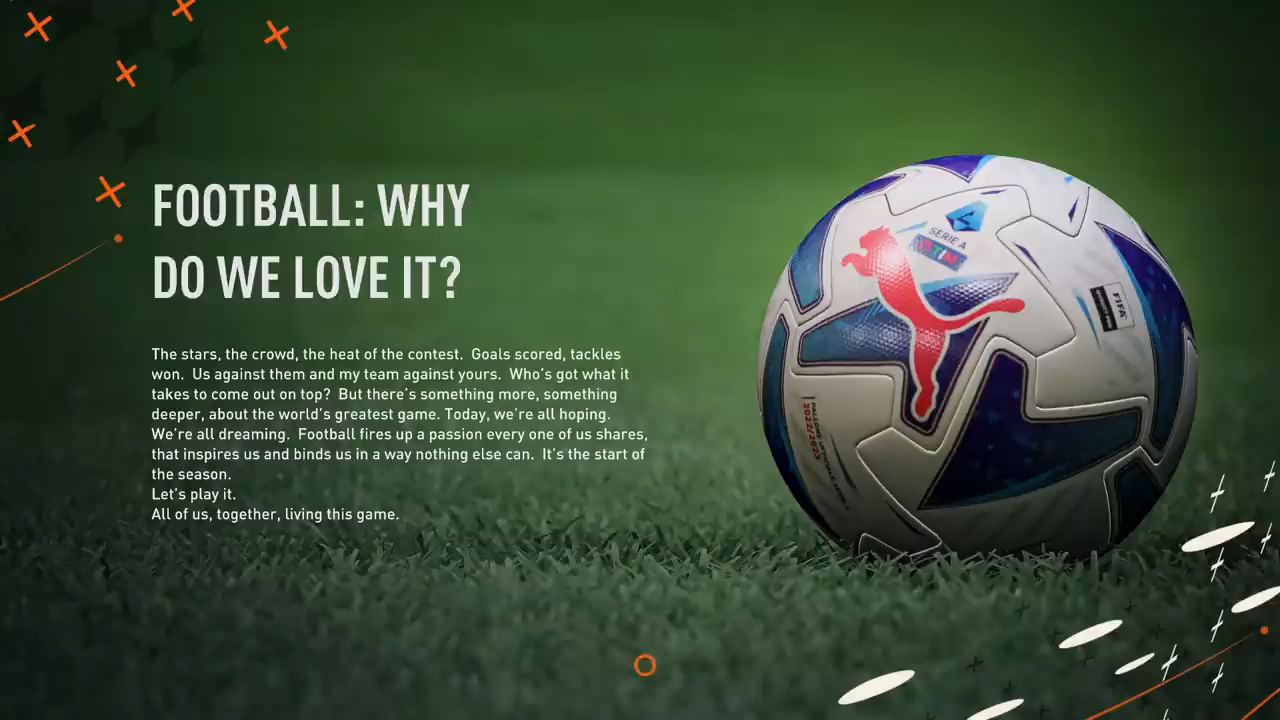 FOOTBALL: WHY
DO WE LOVE IT?
The stars, the crowd, the heat of the contest.  Goals scored, tackles
won.  Us against them and my team against yours.  Who's got what it
takes to come out on top?  But there's something more, something
deeper, about the world's greatest game. Today, we're all hoping.
We're all dreaming.  Football fires up a passion every one of us shares,
that inspires us and binds us in a way nothing else can.  It's the start of
the season.
Let's play it.
All of us, together, living this game.
SERIE A
TIM
FIFA
2022/2023